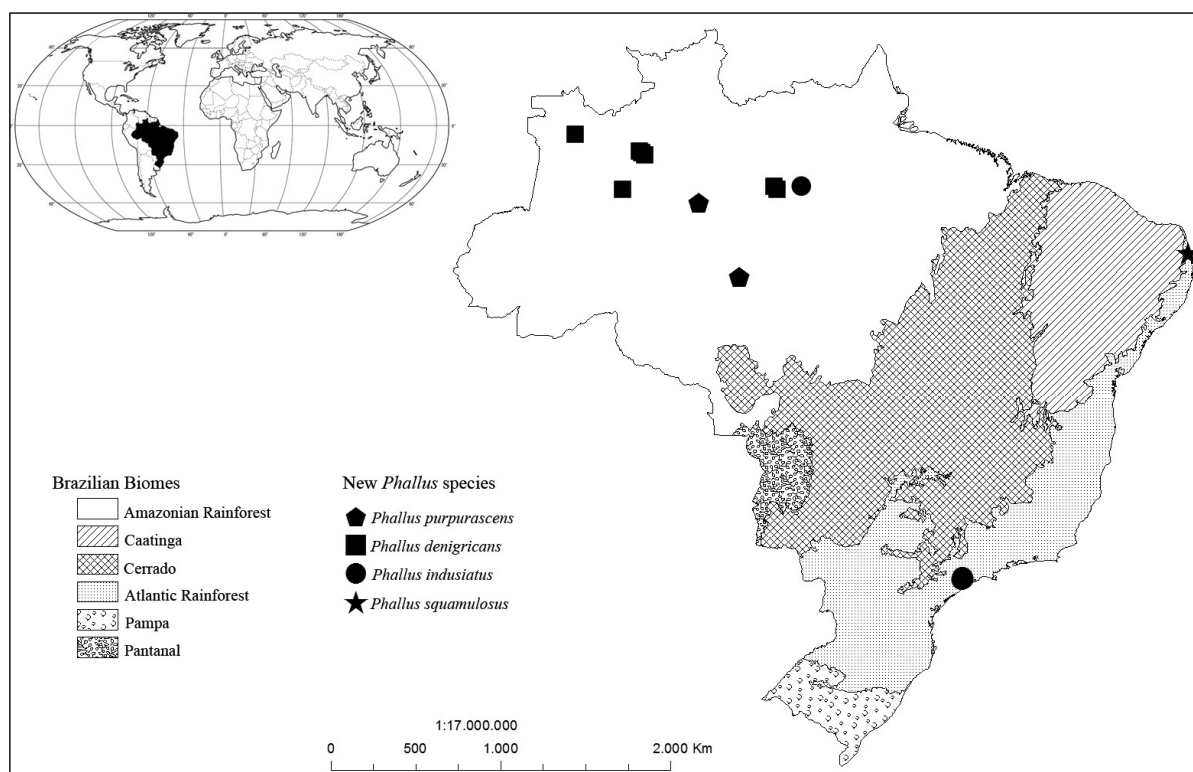 Brazilian Biomes
Amazonian Rainforest
Caatinga
Cerrado
Atlantic Rainforest
Pampa
Pantanal
New Phallus species
Phallus purpurascens
Phallus denigricans
Phallus indusiatus
Phallus squamulosus
1:17.000.000
0 500 1.000 2.000 Km